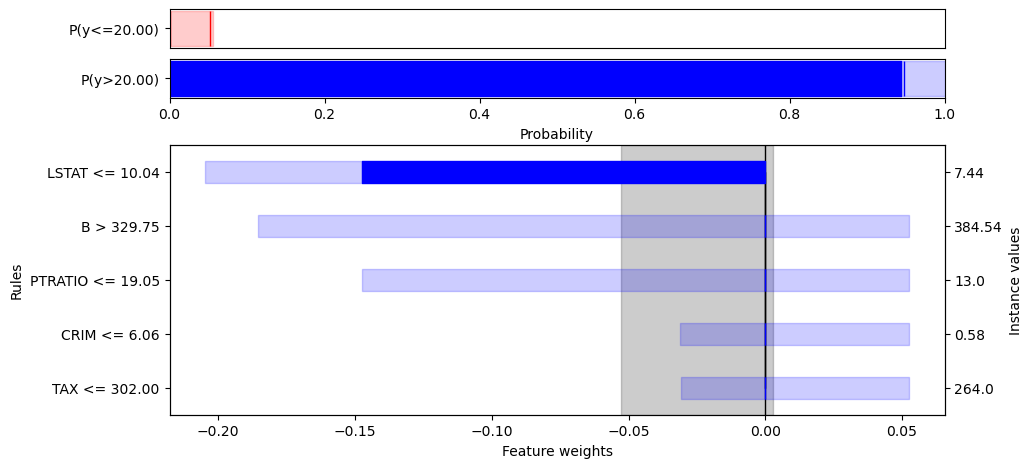 P(y<=20.00)
P(y>20.00)
0.0 0.2 0.4 0.6 0.8 1.0
Probability
LSTAT <= 10.04 7.44
B > 329.75 384.54
PTRATIO <= 19.05 13.0
CRIM <= 6.06 0.58
TAX <= 302.00 264.0
Rules
Instance values
−0.20 −0.15 −0.10 −0.05 0.00 0.05
Feature weights